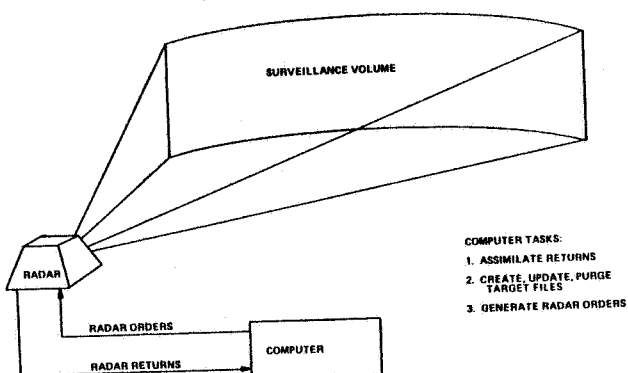 SURVEILLANCE VOLUME
COMPUTER TASKS:
1. ASSIMILATE RETURNS
2. CREATE, UPDATE, PURGE
TARGET FILES
3. GENERATE RADAR ORDERS
RADAR
RADAR ORDERS
COMPUTER
RADAR RETURNS